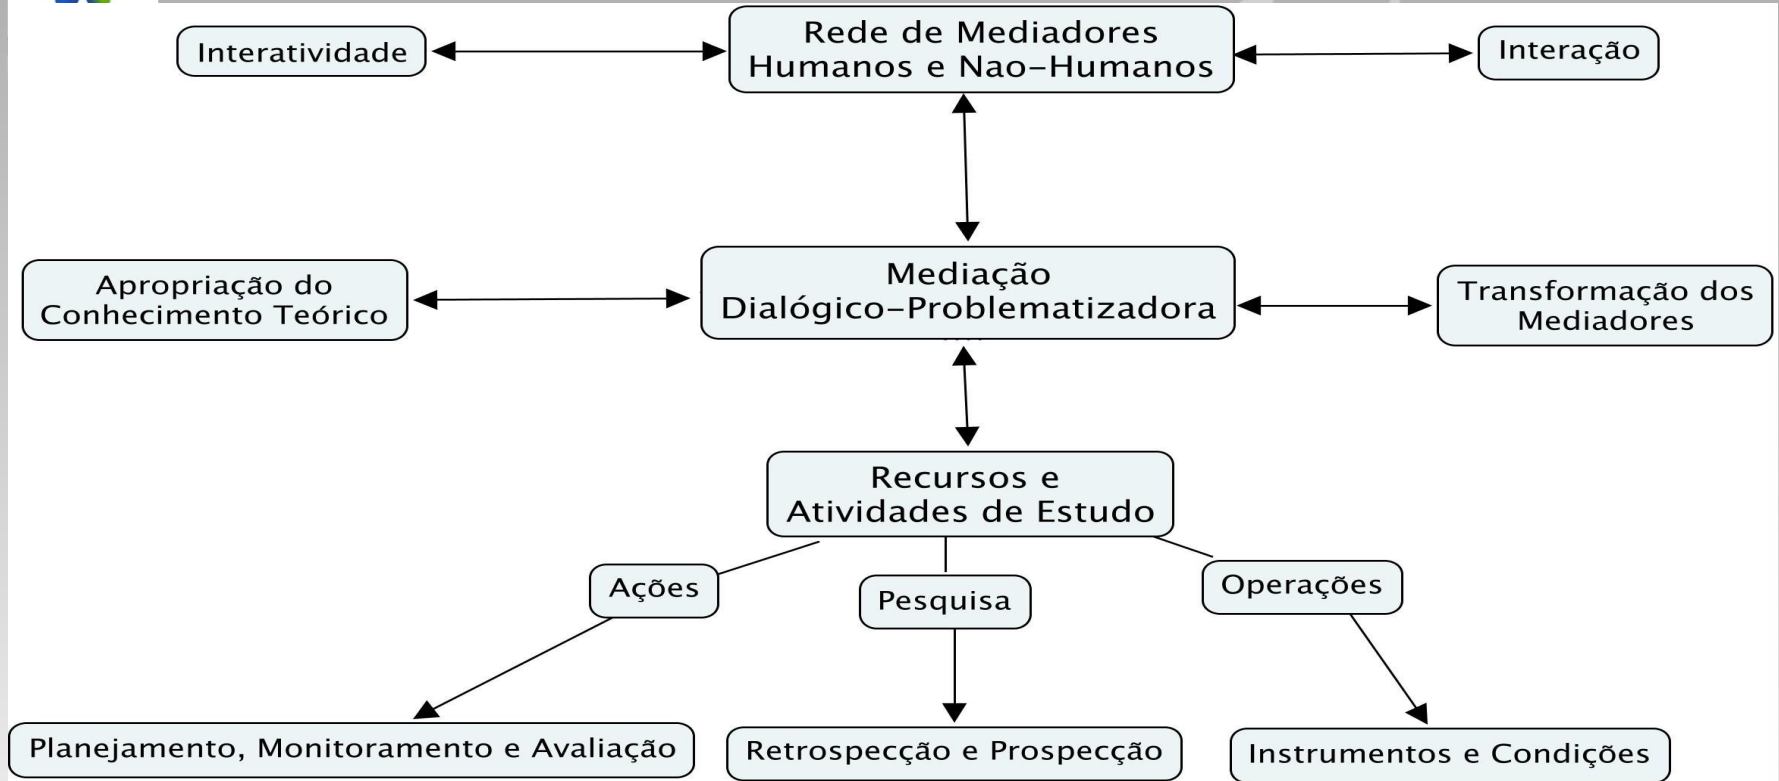 Interatividade
Rede de Mediadores
Humanos e Nao-Humanos
Interação
Apropriação do
Conhecimento Teórico
Mediação
Dialógico-Problematizadora
Transformação dos
Mediadores
Recursos e
Atividades de Estudo
Ações
Pesquisa
Operações
Planejamento, Monitoramento e Avaliação
Retrospecção e Prospecção
Instrumentos e Condições